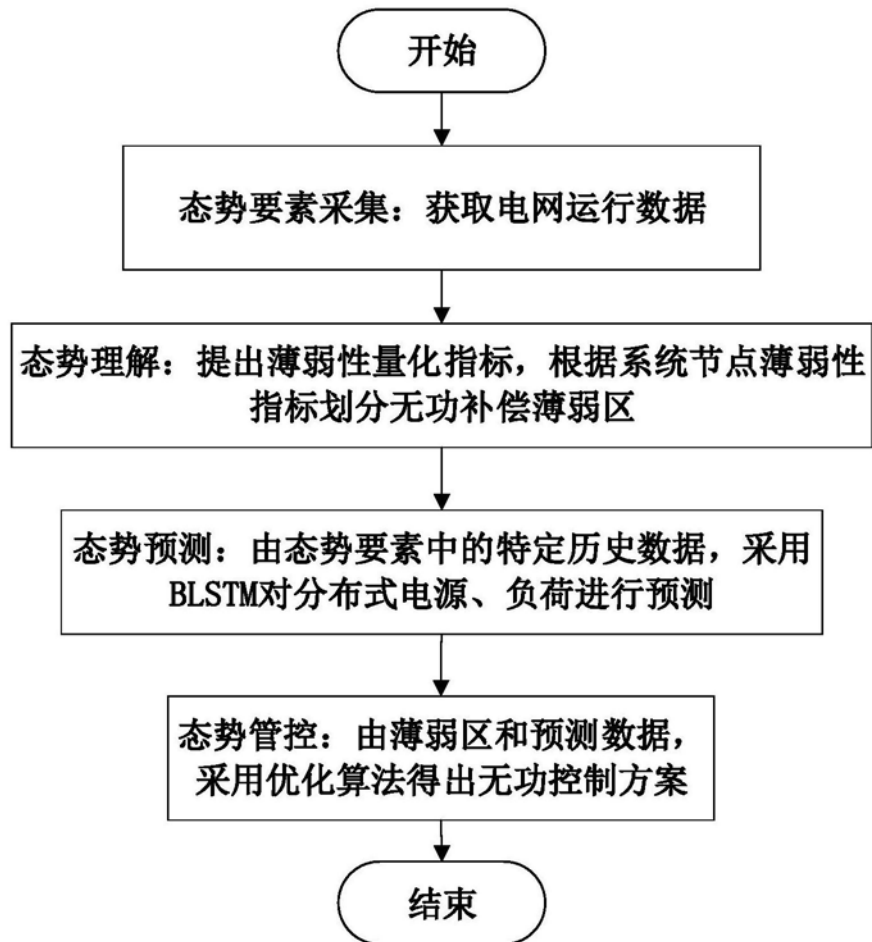 开始
态势要素采集：获取电网运行数据
态势理解：提出薄弱性量化指标，根据系统节点薄弱性
指标划分无功补偿薄弱区
态势预测：由态势要素中的特定历史数据，采用
BLSTM对分布式电源、负荷进行预测
态势管控：由薄弱区和预测数据，
采用优化算法得出无功控制方案
结束